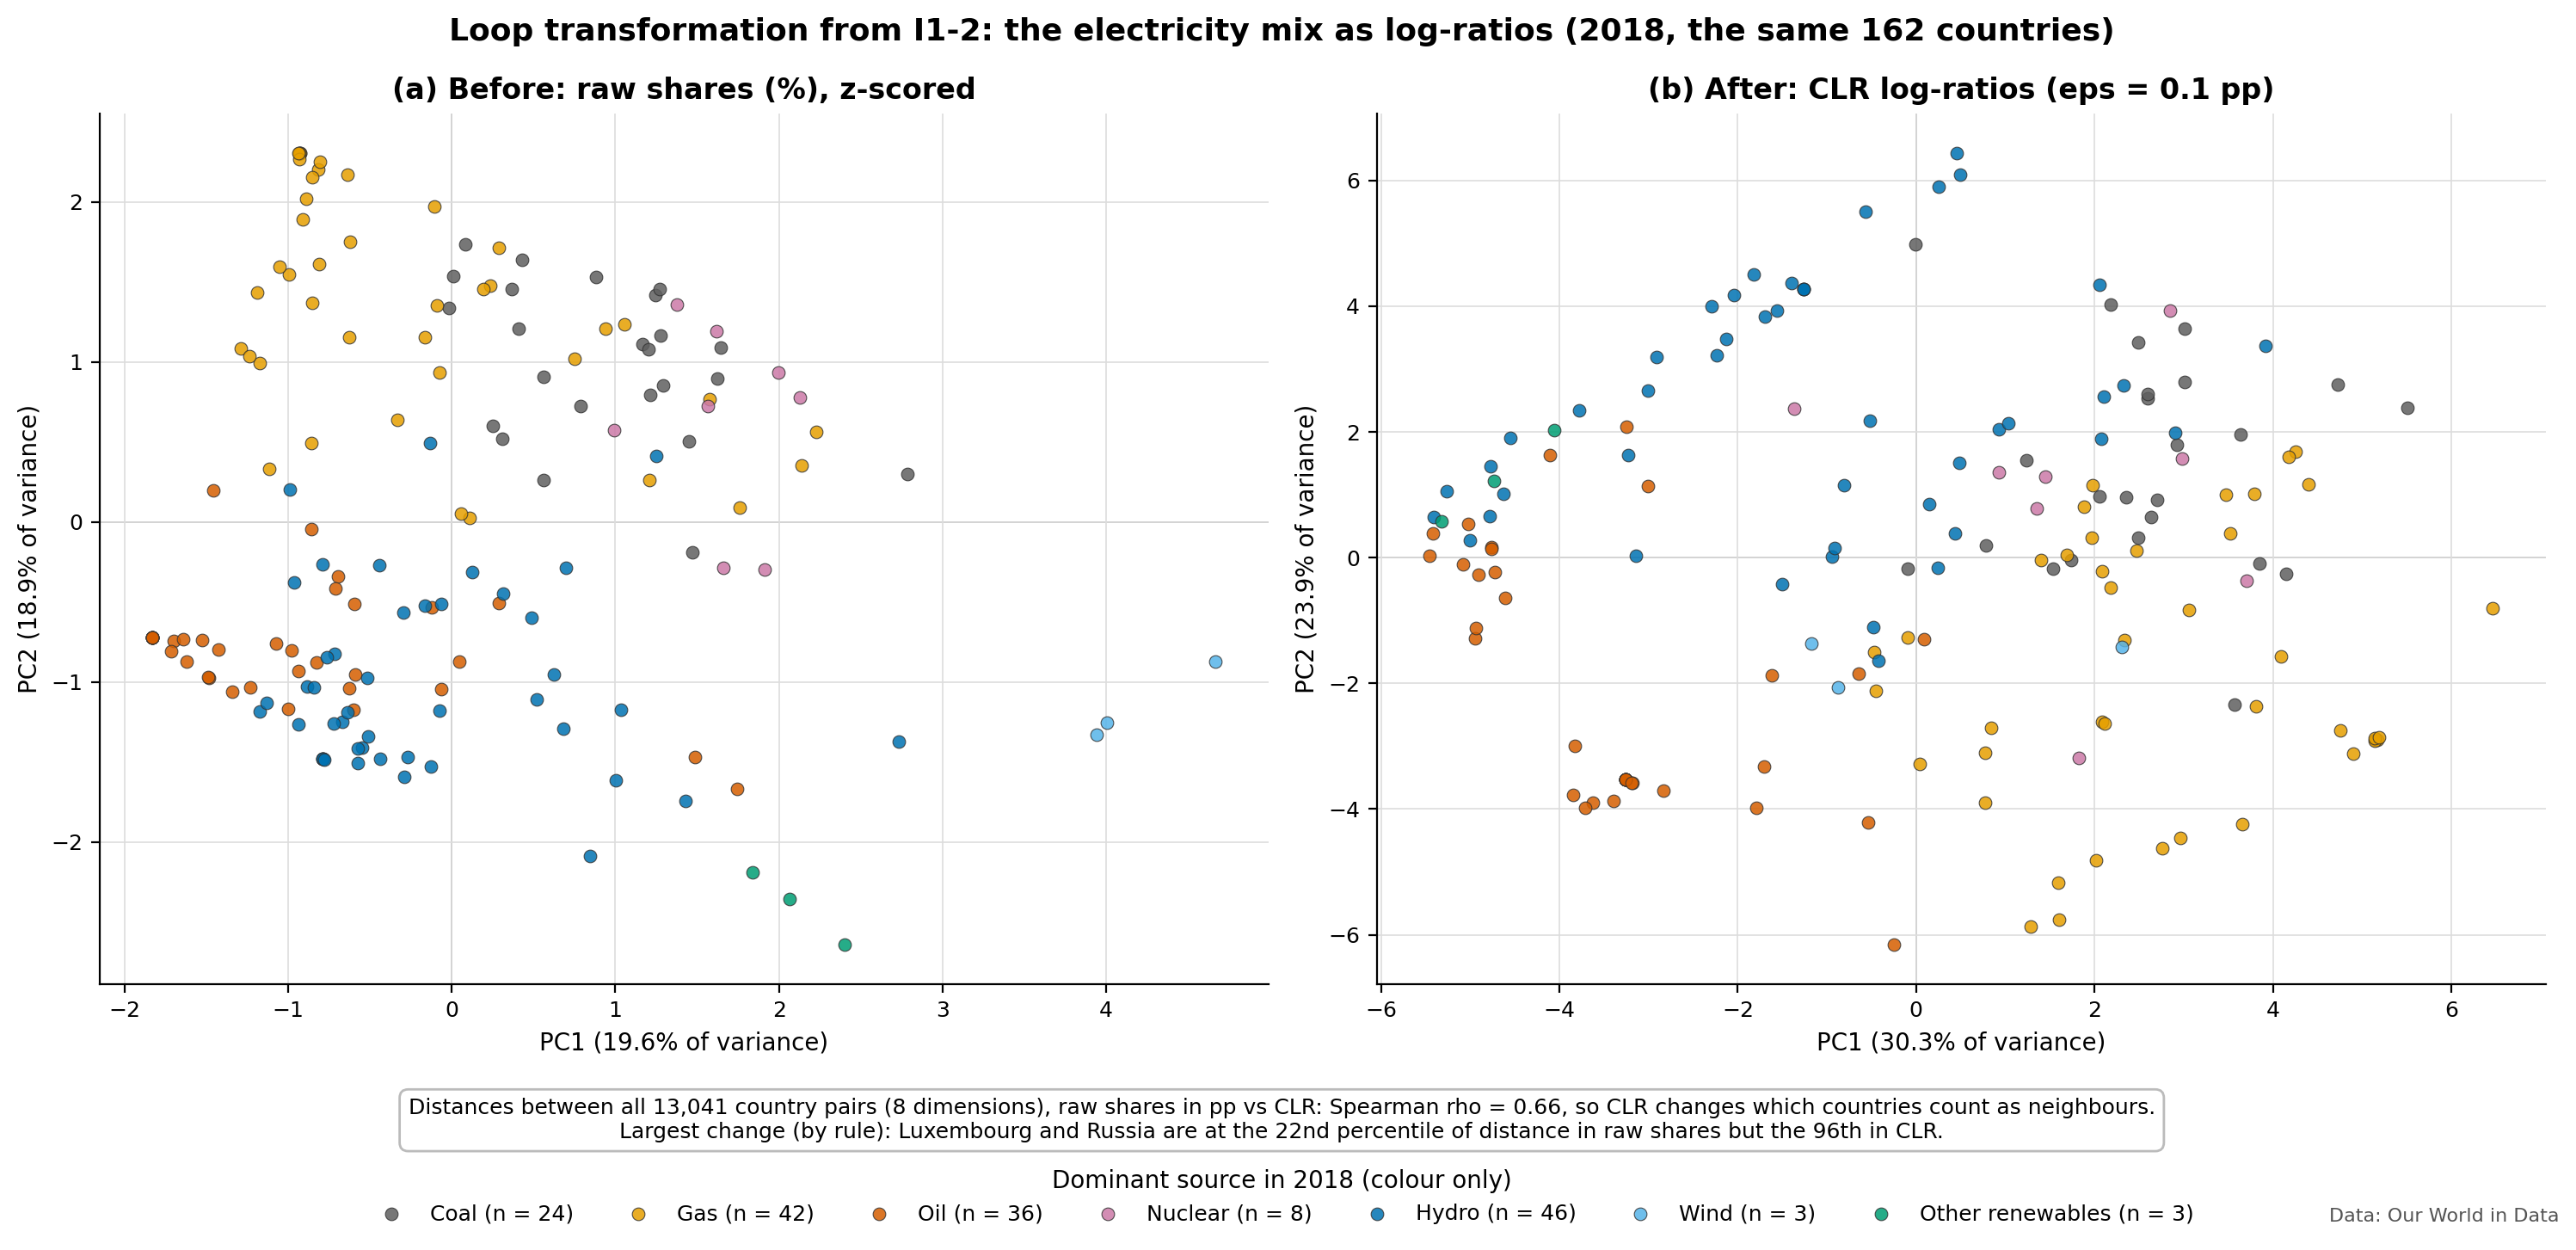 Loop transformation from I1-2: the electricity mix as log-ratios (2018, the same 162 countries)
(a) Before: raw shares (%), z-scored
2
1
0
−1
−2
PC2 (18.9% of variance)
−2
−1
0
1
2
3
4
PC1 (19.6% of variance)
(b) After: CLR log-ratios (eps = 0.1 pp)
6
4
2
0
−2
−4
−6
PC2 (23.9% of variance)
−6
−4
−2
0
2
4
6
PC1 (30.3% of variance)
Distances between all 13,041 country pairs (8 dimensions), raw shares in pp vs CLR: Spearman rho = 0.66, so CLR changes which countries count as neighbours.
Largest change (by rule): Luxembourg and Russia are at the 22nd percentile of distance in raw shares but the 96th in CLR.
Dominant source in 2018 (colour only)
Coal (n = 24)
Gas (n = 42)
Oil (n = 36)
Nuclear (n = 8)
Hydro (n = 46)
Wind (n = 3)
Other renewables (n = 3)
Data: Our World in Data